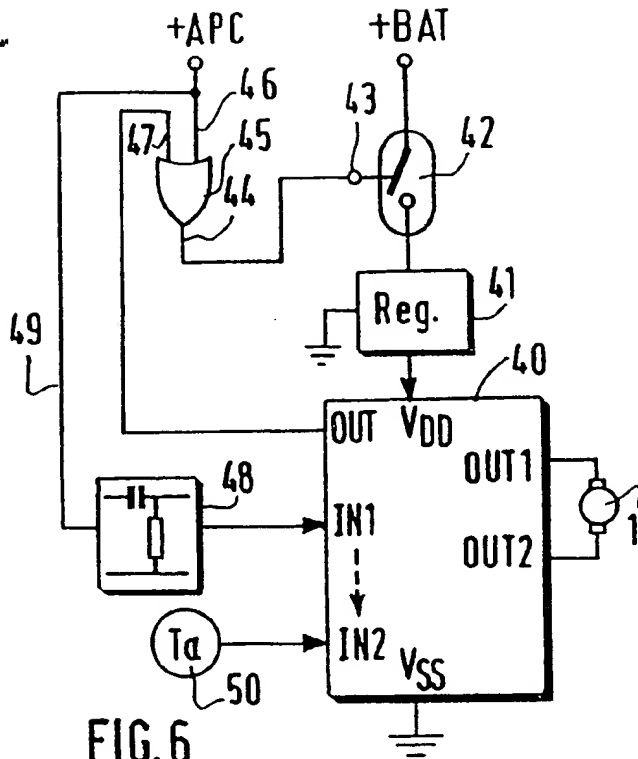 +APC
+BAT
46
43
47
45
42
44
Reg.
41
49
40
OUT
VDD
OUT1
48
IN1
OUT2
1
Ta
IN2
50
VSS
FIG.6